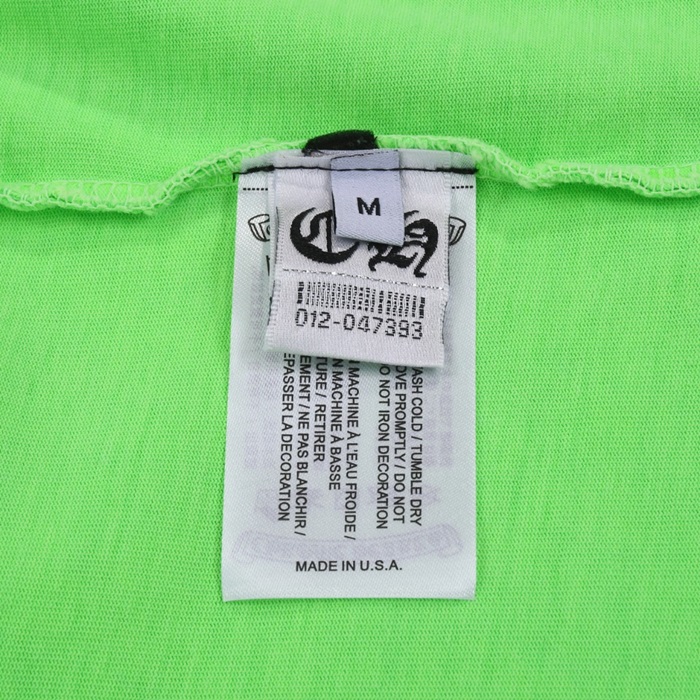 M
CH
012-047393
ASH COLD / TUMBLE DRY
OVE PROMPTLY / DO
DO NOT IRON DECORATION
N MACHINE À L'EAU FROIDE /
N MACHINE À BASSE
TURE / RETIRER
EMENT / NE PAS BLANCHIR /
EPASSER LA DECORATION
MADE IN U.S.A.